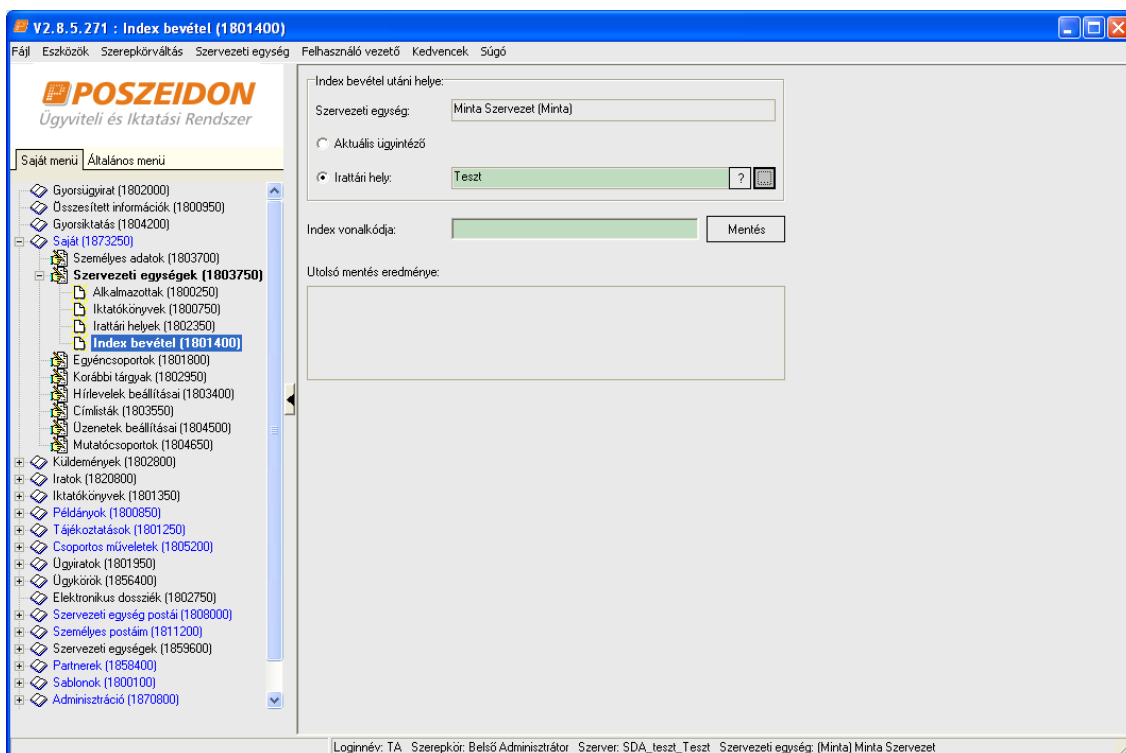 V2.8.5.271 : Index bevétel (1801400)
Fájl Eszközök Szerepkörváltás Szervezeti egység Felhasználó vezető Kedvencek Súgó
POSZEIDON
Ügyviteli és Iktatási Rendszer
Saját menü Általános menü
Gyorsügyirat (1802000)
Összesített információk (1800950)
Gyorsiktatás (1804200)
Saját (1873250)
Személyes adatok (1803700)
Szervezeti egységek (1803750)
Alkalmazottak (1800250)
Iktatókönyvek (1800750)
Irattári helyek (1802350)
Index bevétel (1801400)
Egyéncsoportok (1801800)
Korábbi tárgyak (1802950)
Hírlevelek beállításai (1803400)
Címlisták (1803550)
Üzenetek beállításai (1804500)
Mutatócsoportok (1804650)
Küldemények (1802800)
Iratok (1820800)
Iktatókönyvek (1801350)
Példányok (1800850)
Tájékoztatások (1801250)
Csoportos műveletek (1805200)
Ügyiratok (1801950)
Ügykörök (1856400)
Elektronikus dossziék (1802750)
Szervezeti egység postái (1808000)
Személyes postáim (1811200)
Szervezeti egységek (1859600)
Partnerek (1858400)
Sablonok (1800100)
Adminisztráció (1870800)
Index bevétel utáni helye:
Szervezeti egység: Minta Szervezet (Minta)
Aktuális ügyintéző
Irattári hely: Teszt ? ...
Index vonalkódja: Mentés
Utolsó mentés eredménye:
Loginnév: TA Szerepkör: Belső Adminisztrátor Szerver: SDA_teszt_Teszt Szervezeti egység: (Minta) Minta Szervezet